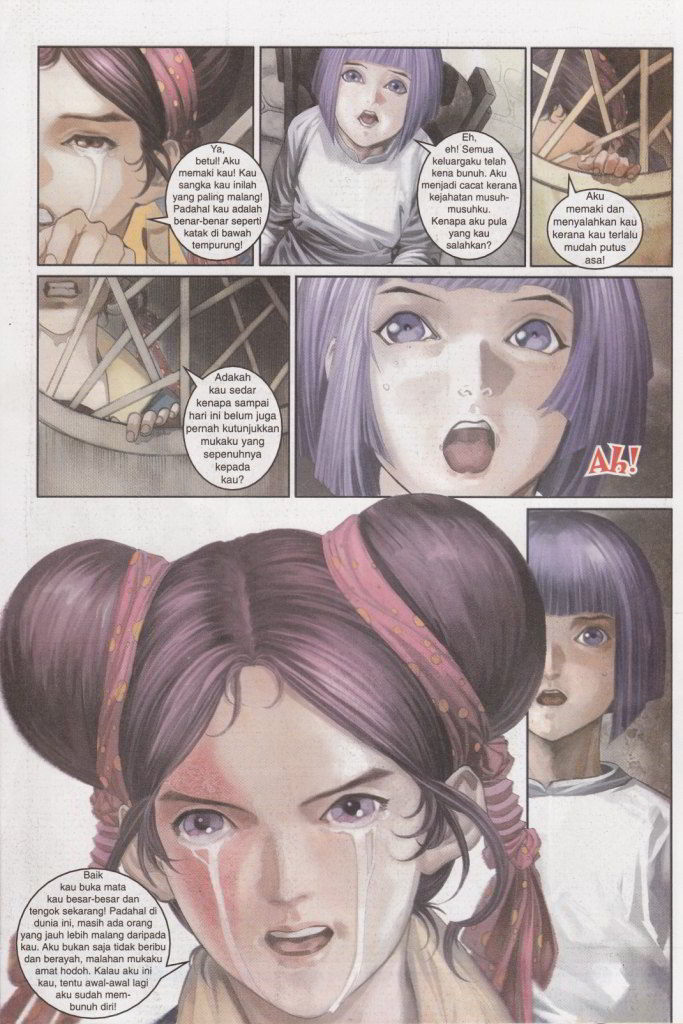 Ya,
betul! Aku
memaki kau! Kau
sangka kau inilah
yang paling malang!
Padahal kau adalah
benar-benar seperti
katak di bawah
tempurung!
Eh,
eh! Semua
keluargaku telah
kena bunuh. Aku
menjadi cacat kerana
kejahatan musuh-
musuhku.
Kenapa aku pula
yang kau
salahkan?
Aku
memaki dan
menyalahkan kau
kerana kau terlalu
mudah putus
asa!
Adakah
kau sedar
kenapa sampai
hari ini belum juga
pernah kutunjukkan
mukaku yang
sepenuhnya
kepada
kau?
Ah!
Baik
kau buka mata
kau besar-besar dan
tengok sekarang! Padahal di
dunia ini, masih ada orang
yang jauh lebih malang daripada
kau. Aku bukan saja tidak beribu
dan berayah, malahan mukaku
amat hodoh. Kalau aku ini
kau, tentu awal-awal lagi
aku sudah mem-
bunuh diri!